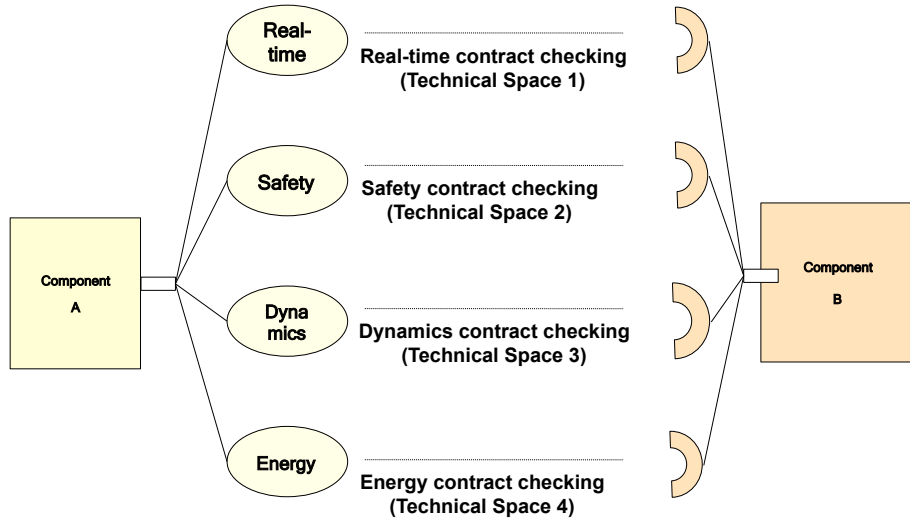 Real-
time
Real-time contract checking
(Technical Space 1)
Safety
Safety contract checking
(Technical Space 2)
Component
A
Component
B
Dyna
mics
Dynamics contract checking
(Technical Space 3)
Energy
Energy contract checking
(Technical Space 4)